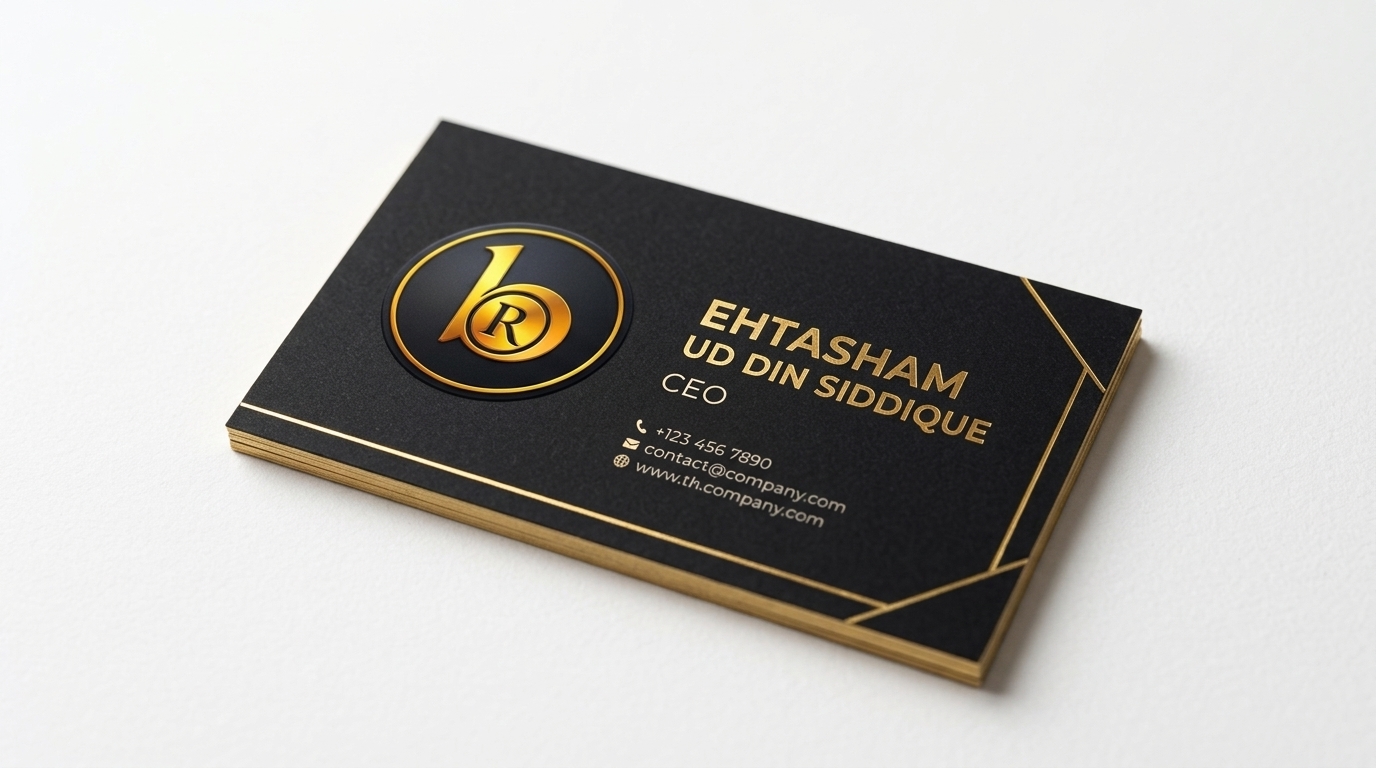 b
R
EHTASHAM
UD DIN SIDDIQUE
CEO
+123 456 7890
contact@company.com
www.th.company.com